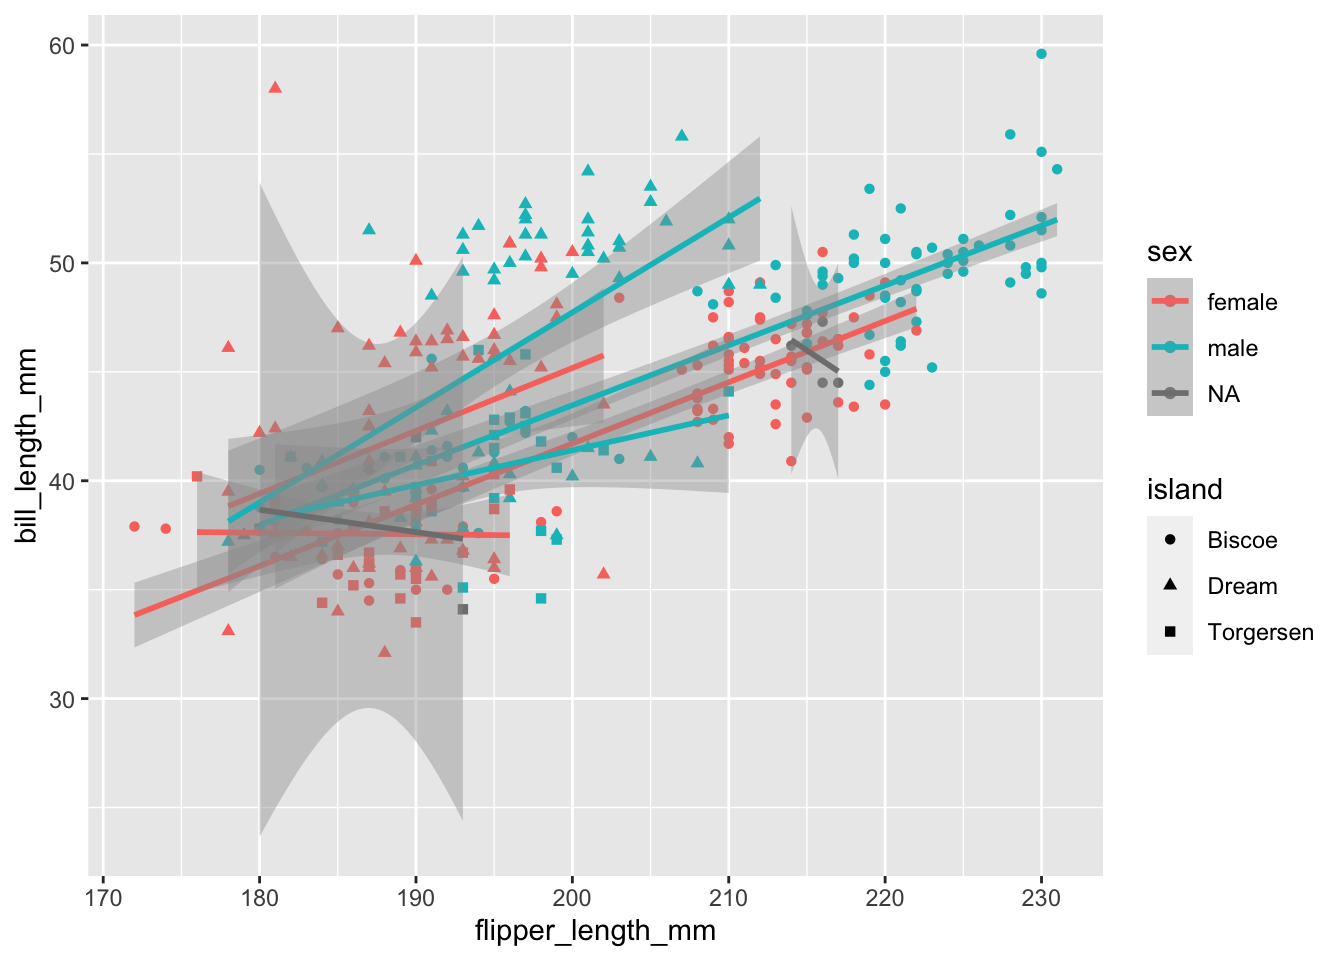 60
50
40
30
bill_length_mm
170 180 190 200 210 220 230
flipper_length_mm
sex
female
male
NA
island
Biscoe
Dream
Torgersen